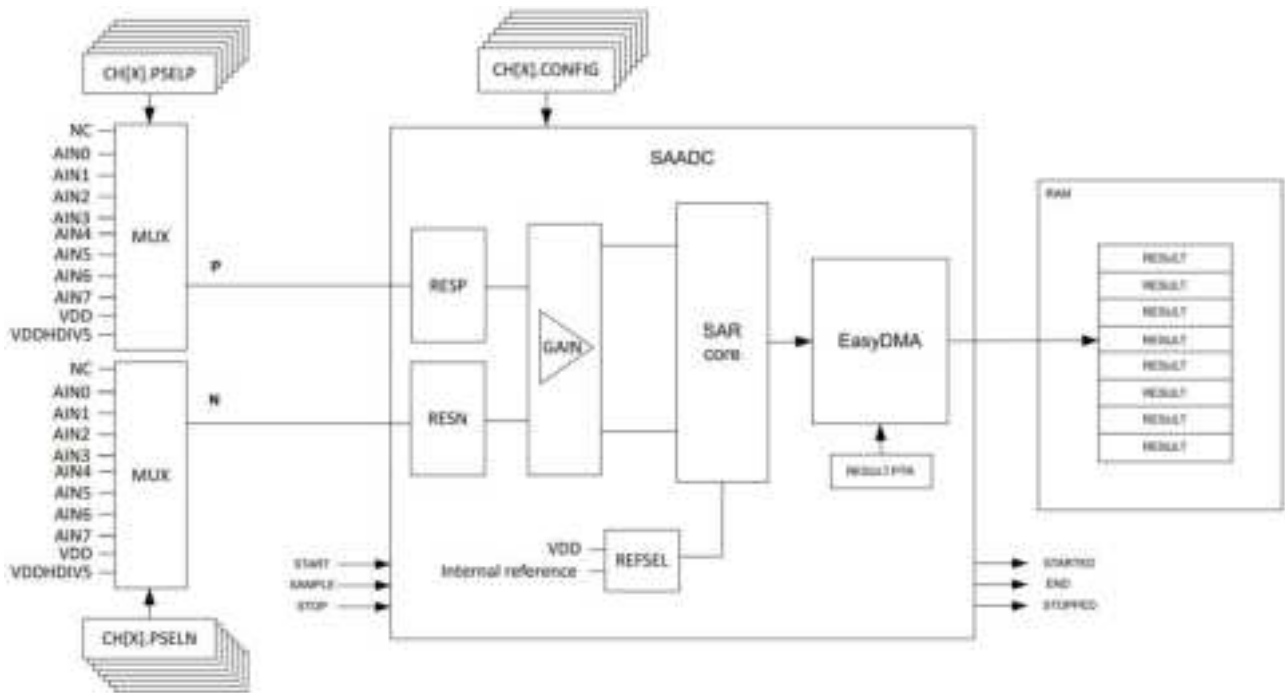 CH[X].PSELP
CH[X].CONFIG
NC
AIN0
AIN1
AIN2
AIN3
AIN4
AIN5
AIN6
AIN7
VDD
VDDHDIV5
MUX
P
SAADC
RESP
GAIN
SAR
core
EasyDMA
RAM
RESULT
RESULT
RESULT
RESULT
RESULT
RESULT
RESULT
RESULT
NC
AIN0
AIN1
AIN2
AIN3
AIN4
AIN5
AIN6
AIN7
VDD
VDDHDIV5
MUX
N
RESN
RESULT.PTR
VDD
Internal reference
REFSEL
START
SAMPLE
STOP
STARTED
END
STOPPED
CH[X].PSELN